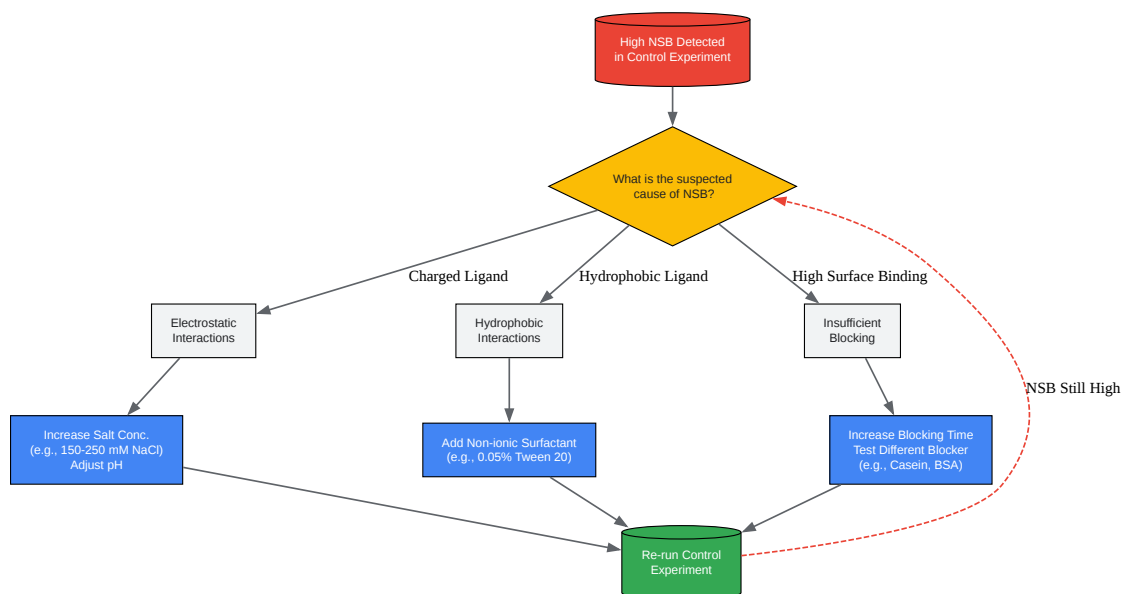 High NSB Detected
in Control Experiment
What is the suspected
cause of NSB?
Charged Ligand
Hydrophobic Ligand
High Surface Binding
Electrostatic
Interactions
Hydrophobic
Interactions
Insufficient
Blocking
NSB Still High
Increase Salt Conc.
(e.g., 150-250 mM NaCl)
Adjust pH
Add Non-ionic Surfactant
(e.g., 0.05% Tween 20)
Increase Blocking Time
Test Different Blocker
(e.g., Casein, BSA)
Re-run Control
Experiment